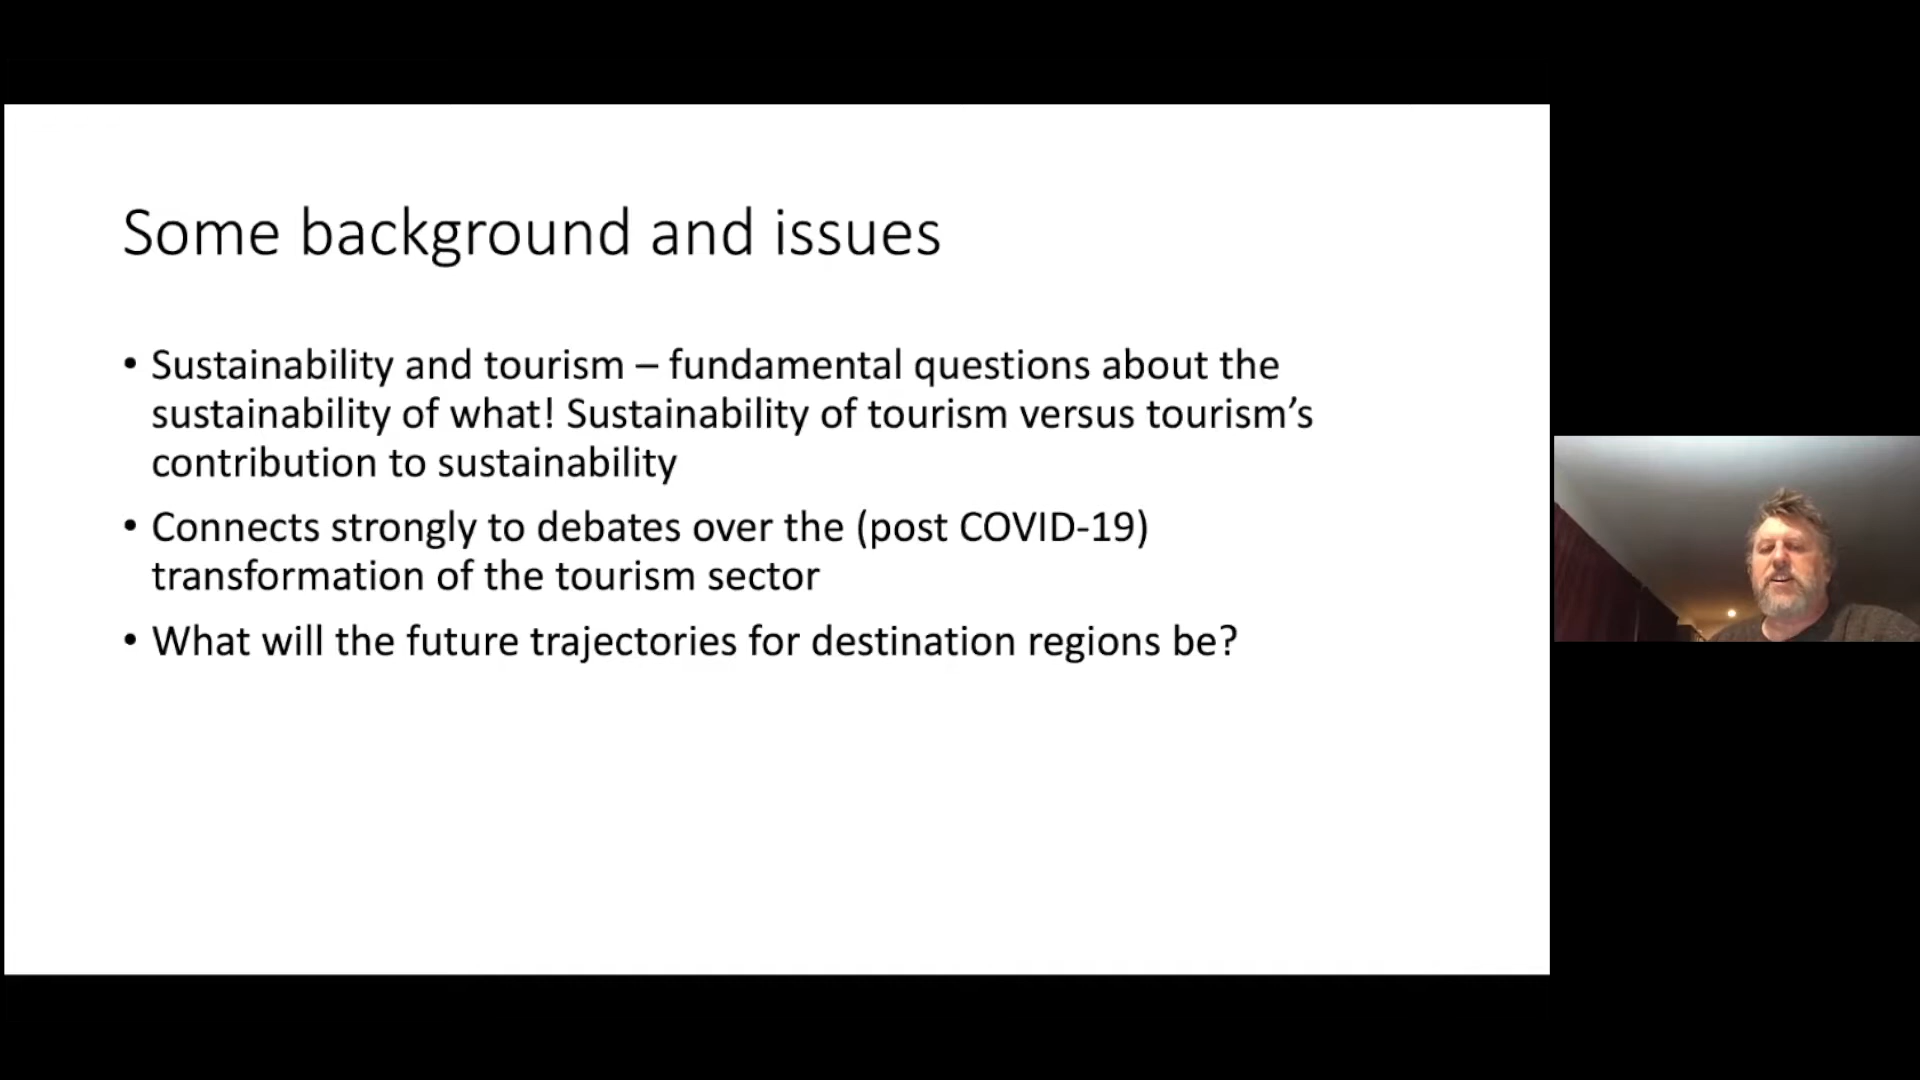 Some background and issues
• Sustainability and tourism – fundamental questions about the
sustainability of what! Sustainability of tourism versus tourism’s
contribution to sustainability
• Connects strongly to debates over the (post COVID-19)
transformation of the tourism sector
• What will the future trajectories for destination regions be?